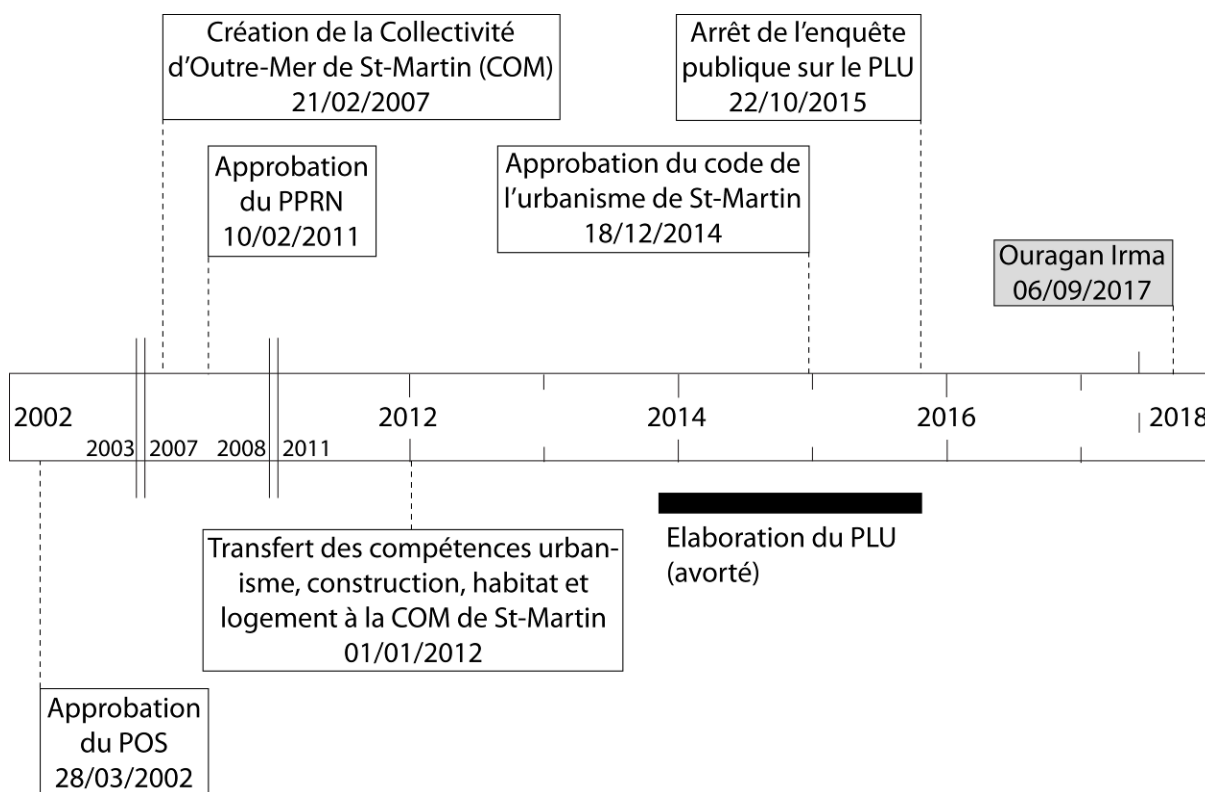 Création de la Collectivité
d'Outre-Mer de St-Martin (COM)
21/02/2007
Arrêt de l'enquête
publique sur le PLU
22/10/2015
Approbation
du PPRN
10/02/2011
Approbation du code de
l'urbanisme de St-Martin
18/12/2014
Ouragan Irma
06/09/2017
2002
2003
2007
2008
2011
2012
2014
2016
2018
Transfert des compétences urban-
isme, construction, habitat et
logement à la COM de St-Martin
01/01/2012
Elaboration du PLU
(avorté)
Approbation
du POS
28/03/2002